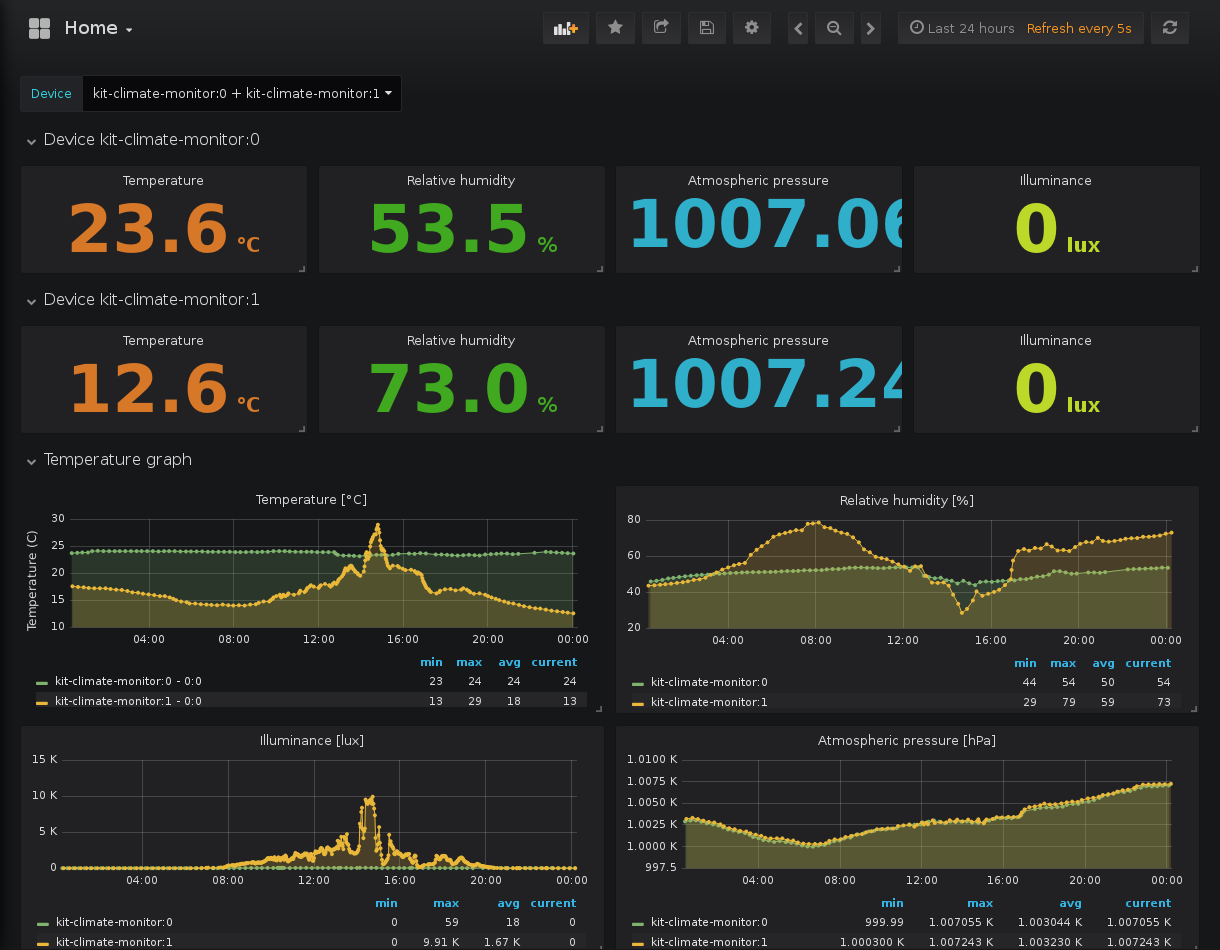 Home
Last 24 hours Refresh every 5s
Device kit-climate-monitor:0 + kit-climate-monitor:1
Device kit-climate-monitor:0
Temperature Relative humidity Atmospheric pressure Illuminance
23.6 °C 53.5 % 1007.06 0 lux
Device kit-climate-monitor:1
Temperature Relative humidity Atmospheric pressure Illuminance
12.6 °C 73.0 % 1007.24 0 lux
Temperature graph
Temperature [°C]
Temperature (C)
30
25
20
15
10
04:00 08:00 12:00 16:00 20:00 00:00
min max avg current
kit-climate-monitor:0 - 0:0 23 24 24 24
kit-climate-monitor:1 - 0:0 13 29 18 13
Relative humidity [%]
80
60
40
20
04:00 08:00 12:00 16:00 20:00 00:00
min max avg current
kit-climate-monitor:0 44 54 50 54
kit-climate-monitor:1 29 79 59 73
Illuminance [lux]
15 K
10 K
5 K
0
04:00 08:00 12:00 16:00 20:00 00:00
min max avg current
kit-climate-monitor:0 0 59 18 0
kit-climate-monitor:1 0 9.91 K 1.67 K 0
Atmospheric pressure [hPa]
1.0100 K
1.0075 K
1.0050 K
1.0025 K
1.0000 K
997.5
04:00 08:00 12:00 16:00 20:00 00:00
min max avg current
kit-climate-monitor:0 999.99 1.007055 K 1.003044 K 1.007055 K
kit-climate-monitor:1 1.000300 K 1.007243 K 1.003230 K 1.007243 K